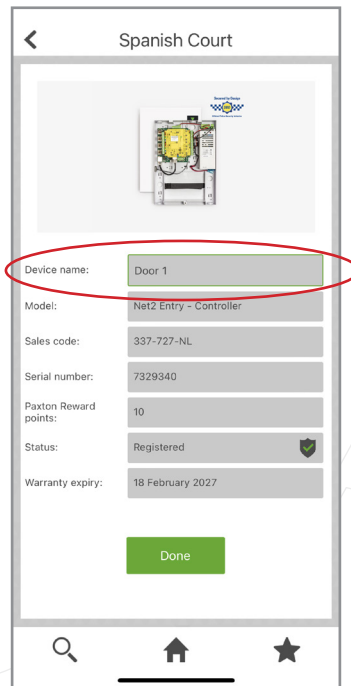 Spanish Court
Device name: Door 1
Model: Net2 Entry – Controller
Sales code: 337-727-NL
Serial number: 7329340
Paxton Reward
points: 10
Status: Registered
Warranty expiry: 18 February 2027
Done